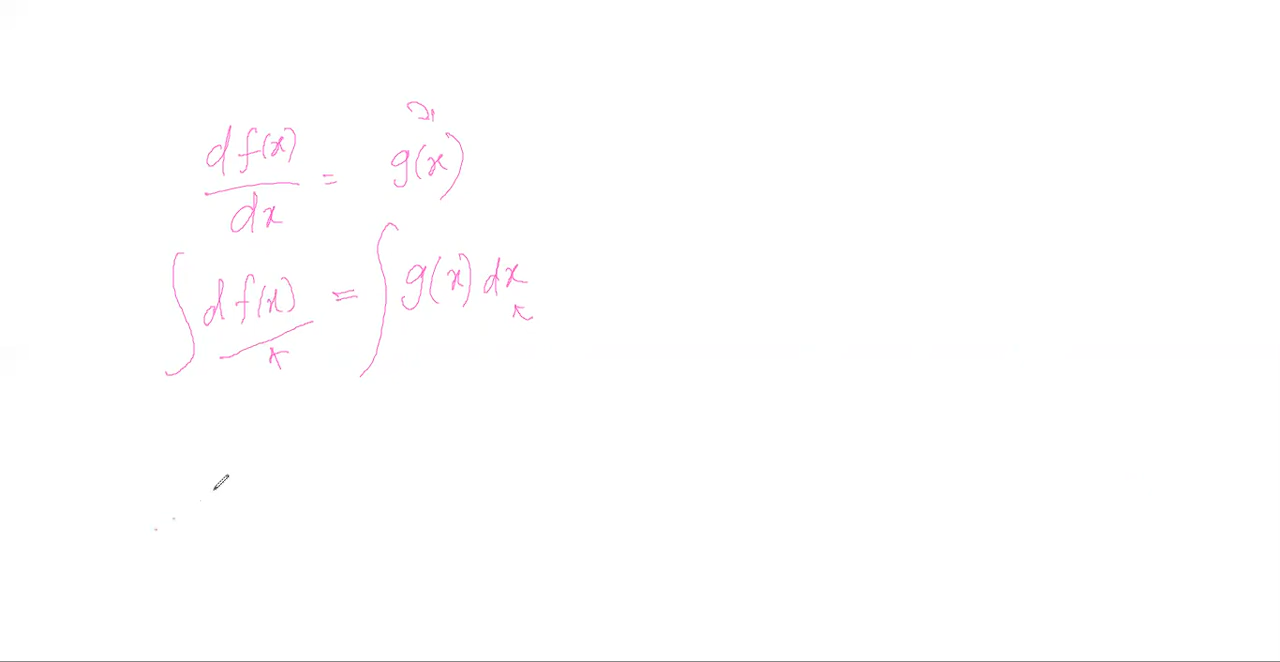 df(x)/dx = g(x)
∫ df(x) = ∫ g(x) dx